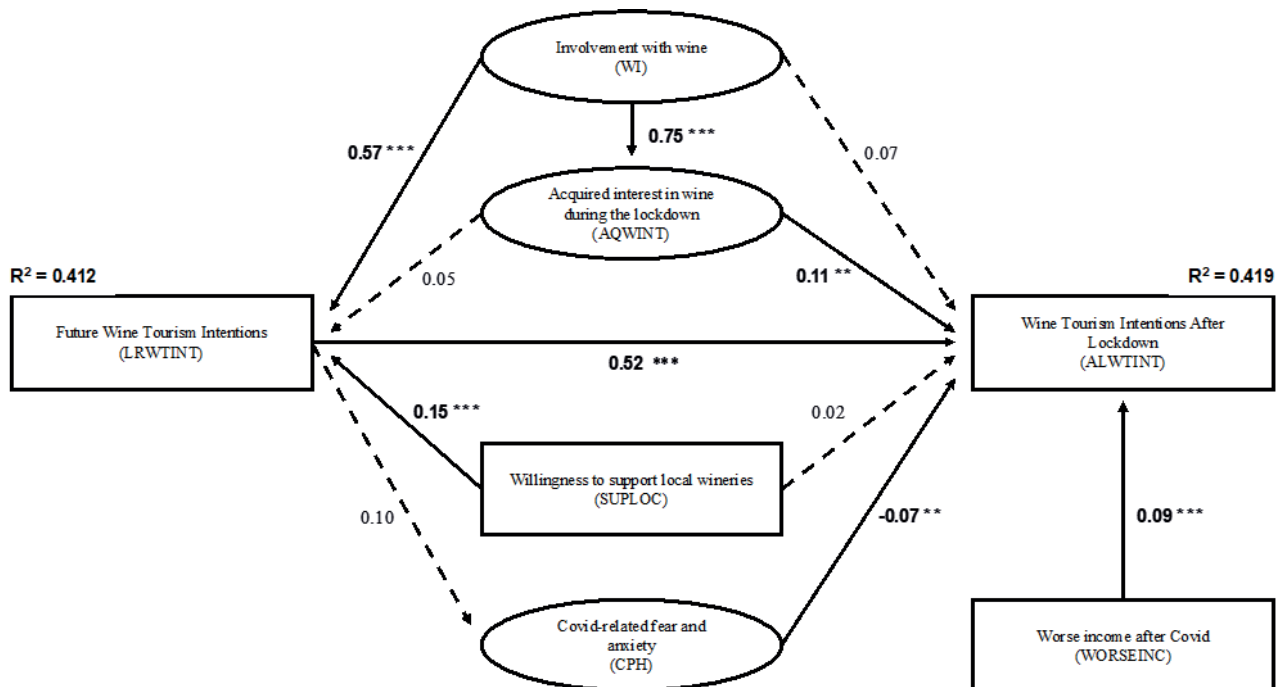 Involvement with wine
(WI)
0.57 ***
0.75 ***
0.07
Acquired interest in wine
during the lockdown
(AQWINT)
0.05
0.11 **
R² = 0.412
R² = 0.419
Future Wine Tourism Intentions
(LRWTINT)
0.52 ***
Wine Tourism Intentions After
Lockdown
(ALWTINT)
0.15 ***
0.02
Willingness to support local wineries
(SUPLOC)
0.10
-0.07 **
0.09 ***
Covid-related fear and
anxiety
(CPH)
Worse income after Covid
(WORSEINC)